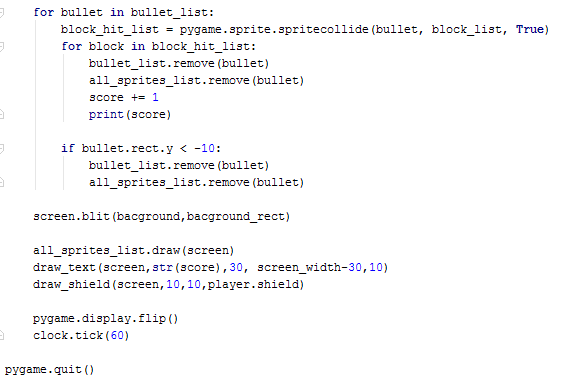 for bullet in bullet_list:
block_hit_list = pygame.sprite.spritecollide(bullet, block_list, True)
for block in block_hit_list:
bullet_list.remove(bullet)
all_sprites_list.remove(bullet)
score += 1
print(score)
if bullet.rect.y < -10:
bullet_list.remove(bullet)
all_sprites_list.remove(bullet)
screen.blit(bacground,bacground_rect)
all_sprites_list.draw(screen)
draw_text(screen,str(score),30, screen_width-30,10)
draw_shield(screen,10,10,player.shield)
pygame.display.flip()
clock.tick(60)
pygame.quit()